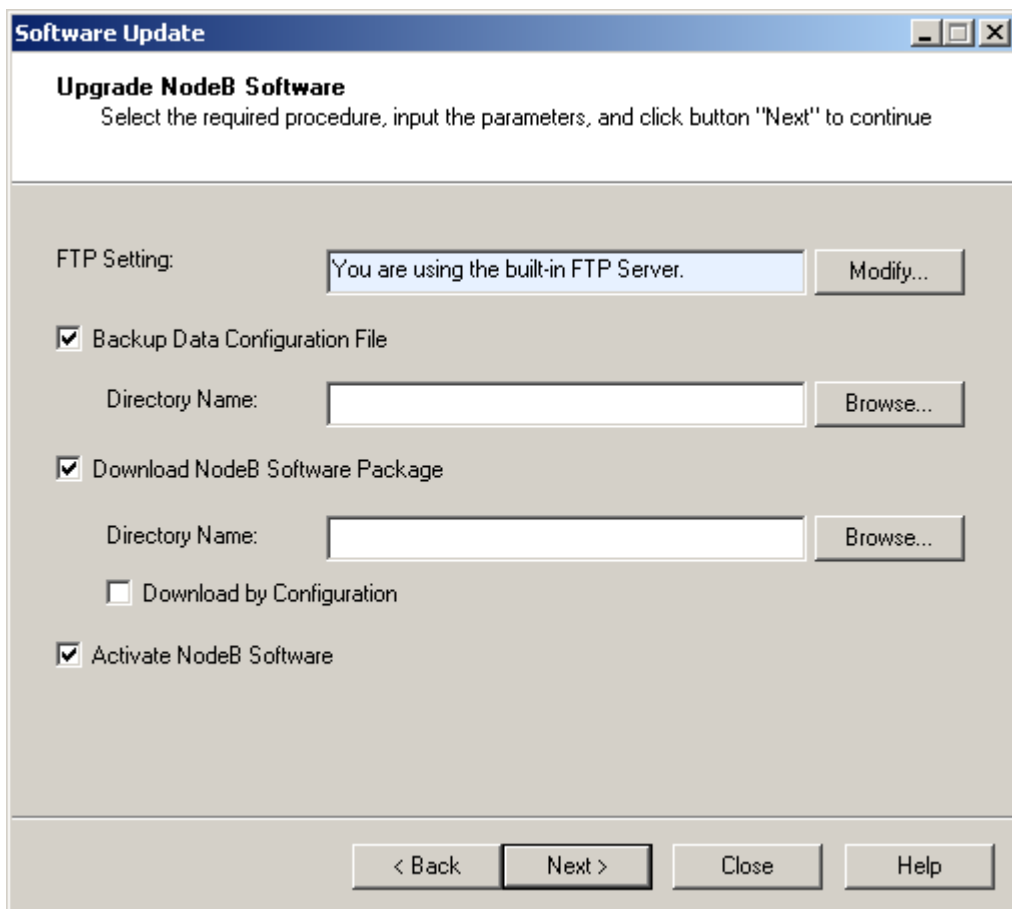 Software Update
Upgrade NodeB Software
Select the required procedure, input the parameters, and click button "Next" to continue
FTP Setting:
You are using the built-in FTP Server.
Modify...
Backup Data Configuration File
Directory Name:
Browse...
Download NodeB Software Package
Directory Name:
Browse...
Download by Configuration
Activate NodeB Software
< Back
Next >
Close
Help